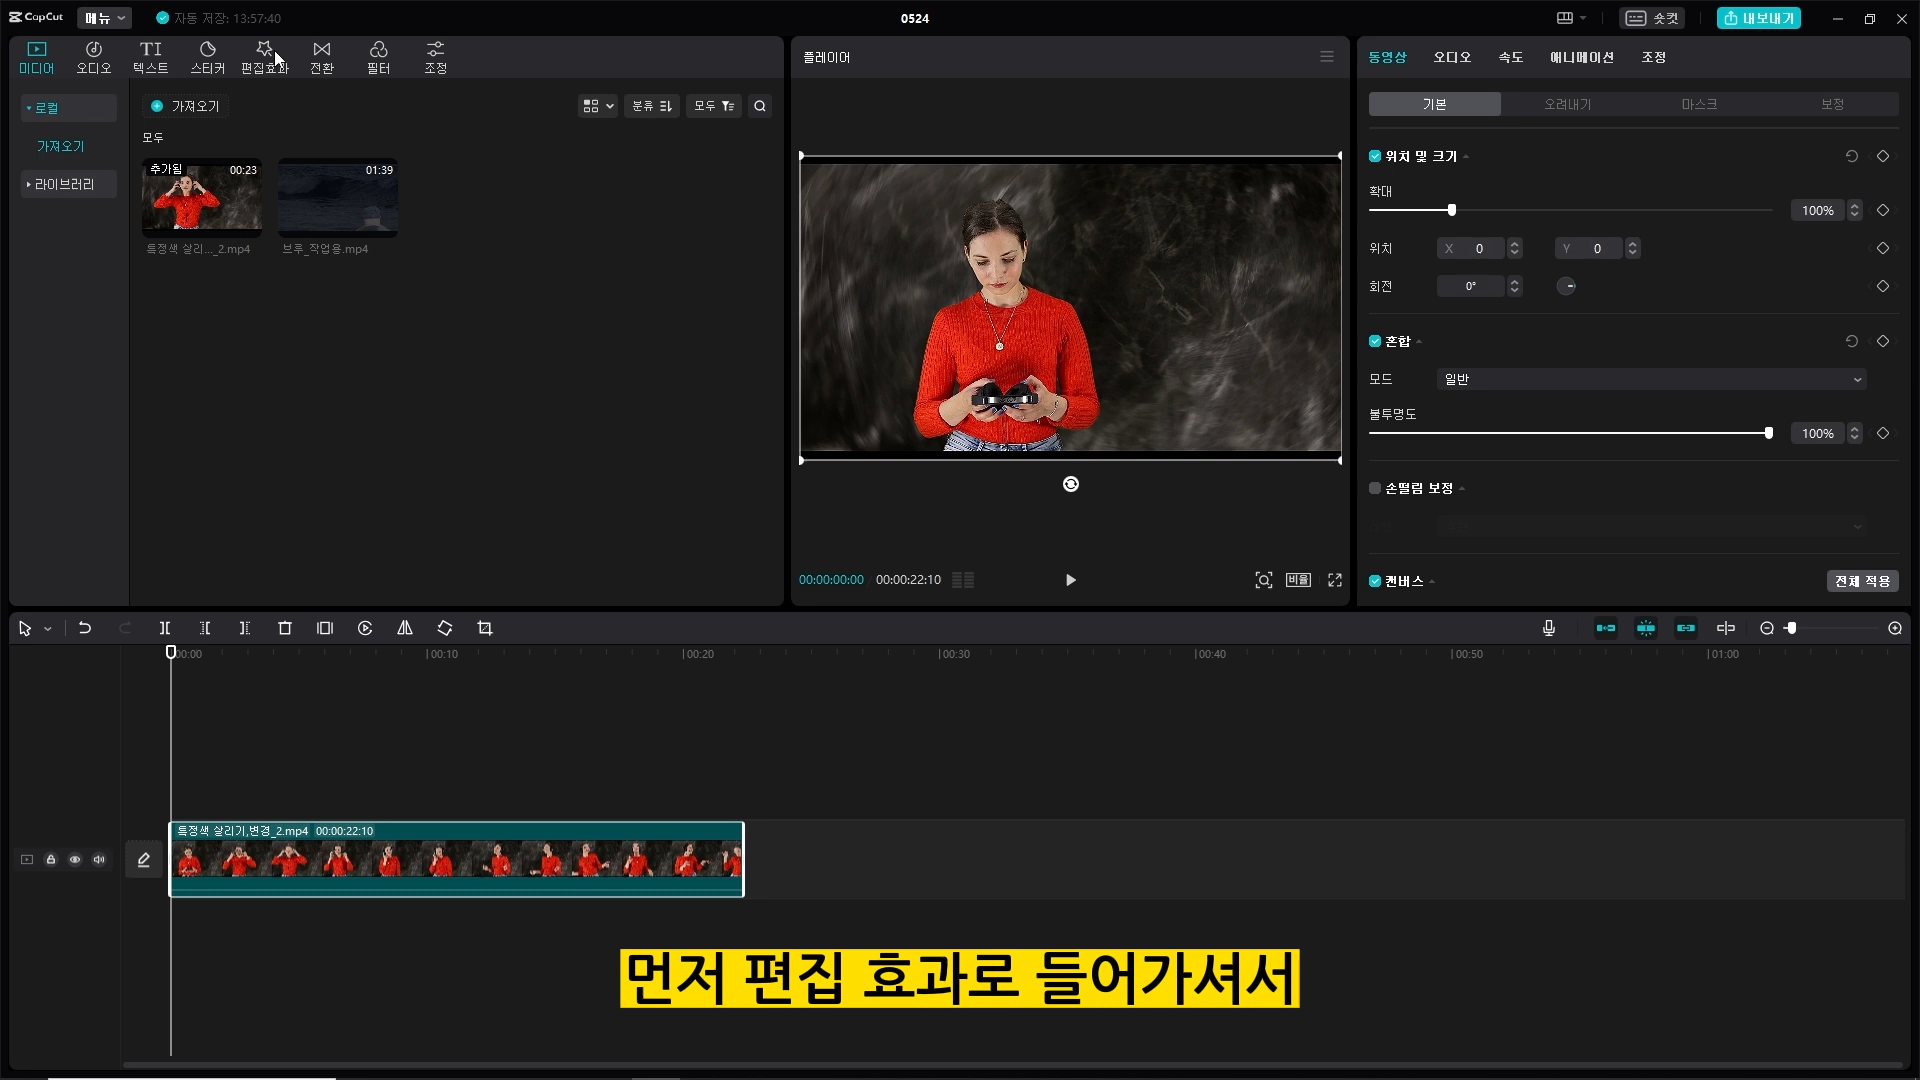 CapCut
메뉴
자동 저장: 13:57:40
0524
숏컷
내보내기
미디어
오디오
텍스트
스티커
편집효과
전환
필터
조정
로컬
가져오기
라이브러리
가져오기
분류
모두
모두
추가됨
00:23
01:39
특정색 살리..._2.mp4
브루_작업용.mp4
플레이어
00:00:00:00
00:00:22:10
비율
동영상
오디오
속도
애니메이션
조정
기본
오려내기
마스크
보정
위치 및 크기
확대
100%
위치
X 0
Y 0
회전
0°
혼합
모드
일반
불투명도
100%
손떨림 보정
캔버스
전체 적용
00:00
00:10
00:20
00:30
00:40
00:50
01:00
특정색 살리기,변경_2.mp4 00:00:22:10
먼저 편집 효과로 들어가셔서